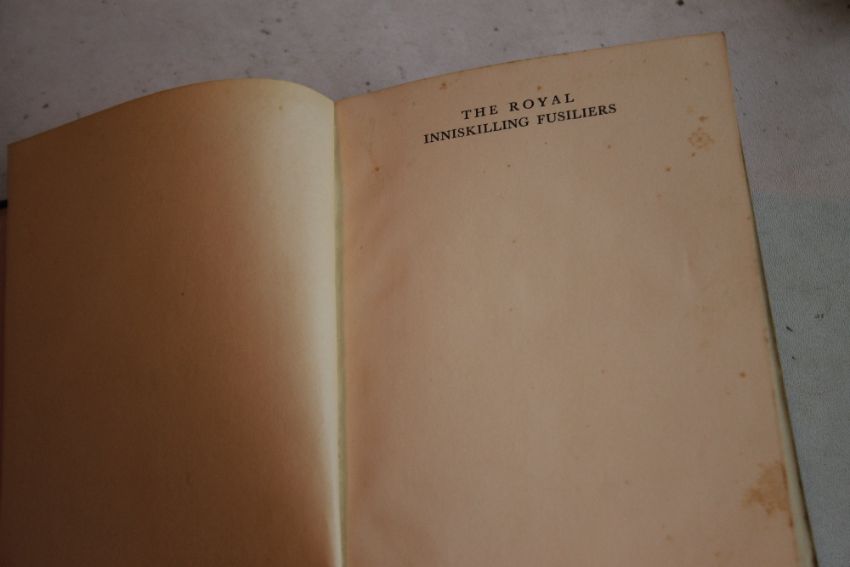 THE ROYAL
INNISKILLING FUSILIERS